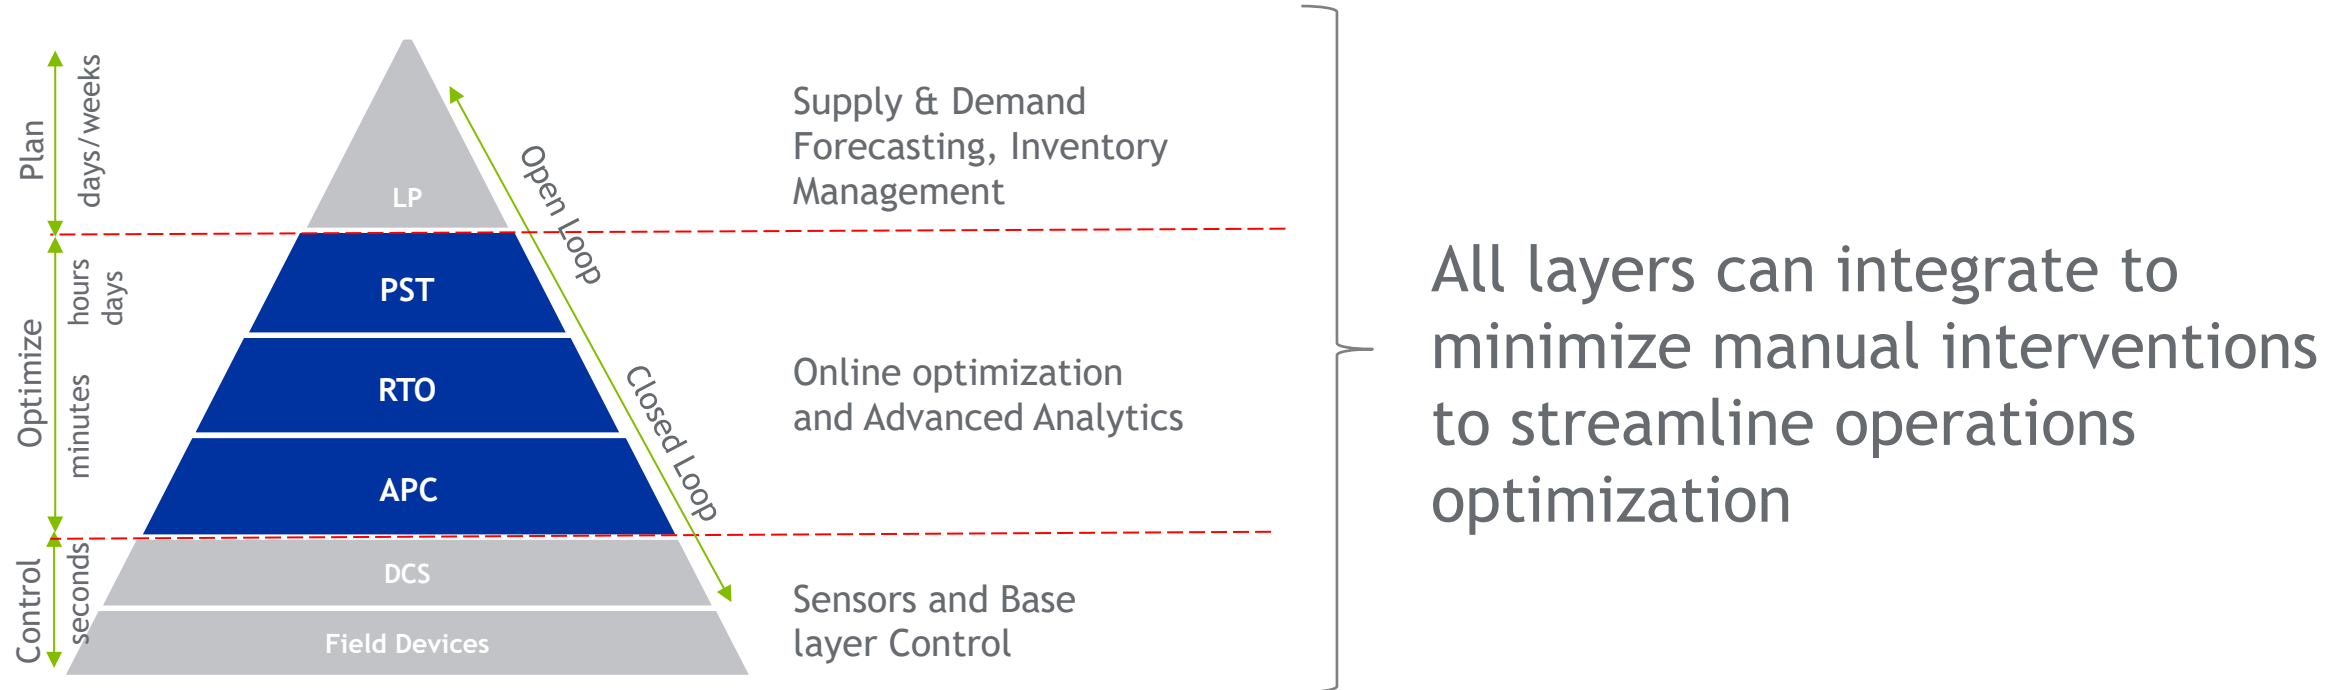 Plan
days/weeks
LP
Open Loop
Supply & Demand
Forecasting, Inventory
Management
Optimize
hours
days
minutes
PST
RTO
APC
Closed Loop
Online optimization
and Advanced Analytics
Control
seconds
DCS
Field Devices
Sensors and Base
layer Control
All layers can integrate to
minimize manual interventions
to streamline operations
optimization